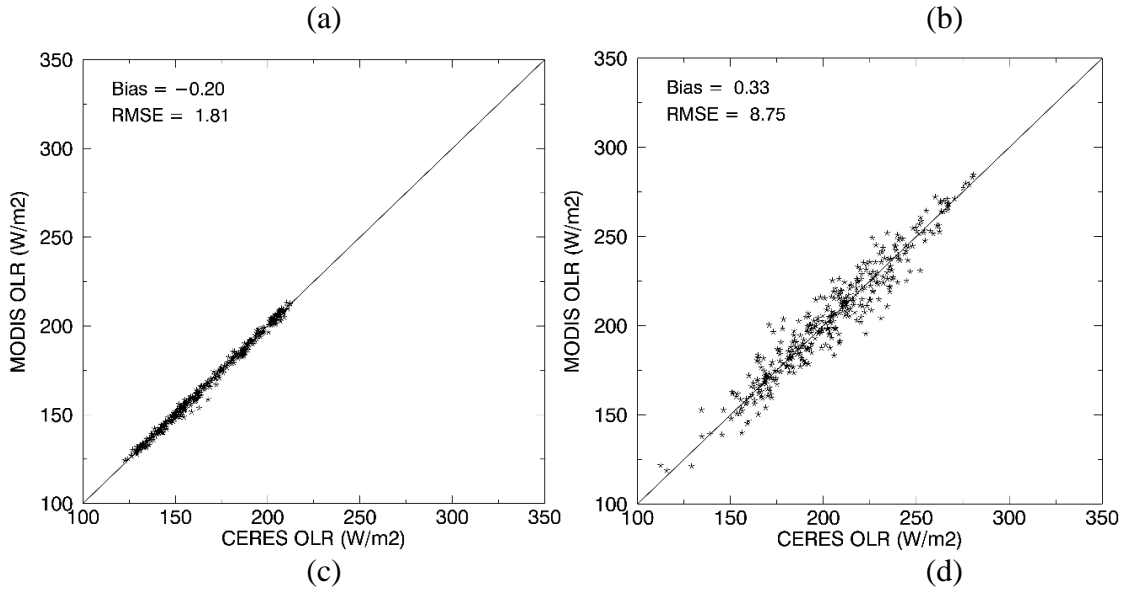 (a)
(b)
350
300
250
200
150
100
MODIS OLR (W/m2)
Bias = −0.20
RMSE = 1.81
100 150 200 250 300 350
CERES OLR (W/m2)
(c)
350
300
250
200
150
100
MODIS OLR (W/m2)
Bias = 0.33
RMSE = 8.75
100 150 200 250 300 350
CERES OLR (W/m2)
(d)